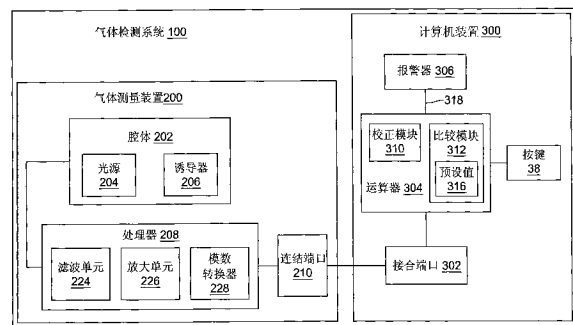 气体检测系统 100
气体测量装置200
腔体 202
光源
204
诱导器
206
处理器 208
滤波单元
224
放大单元
226
模数
转换器
228
连结端口
210
计算机装置 300
报警器
306
318
校正模块
310
比较模块
312
预设值
316
运算器 304
按键
38
接合端口 302